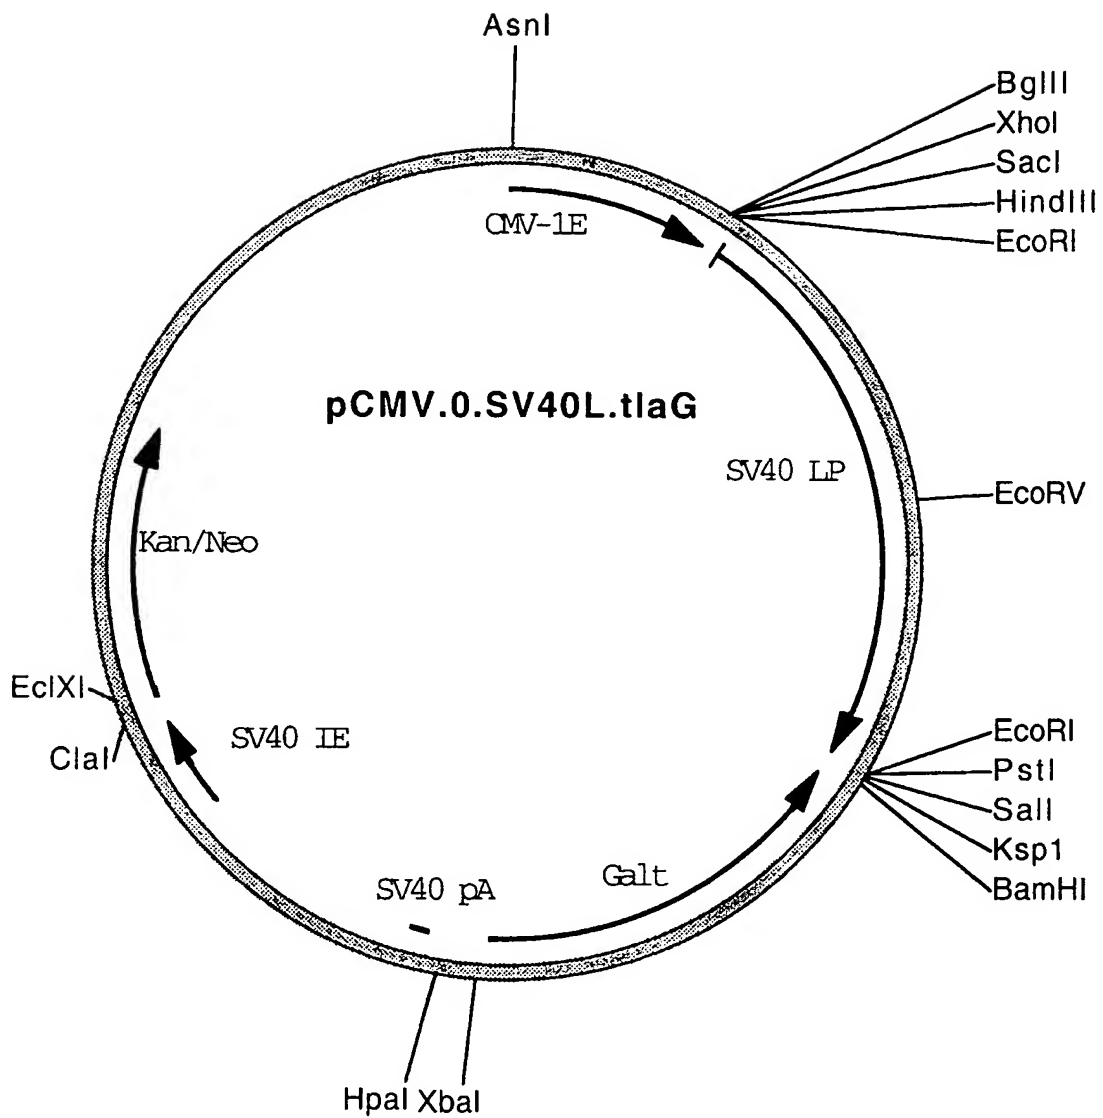 AsnI
BglII
XhoI
SacI
HindIII
EcoRI
CMV-1E
pCMV.0.SV40L.tlaG
SV40 LP
EcoRV
Kan/Neo
EclXI
ClaI
SV40 IE
EcoRI
PstI
SalI
Ksp1
BamHI
SV40 pA
Galt
HpaI
XbaI